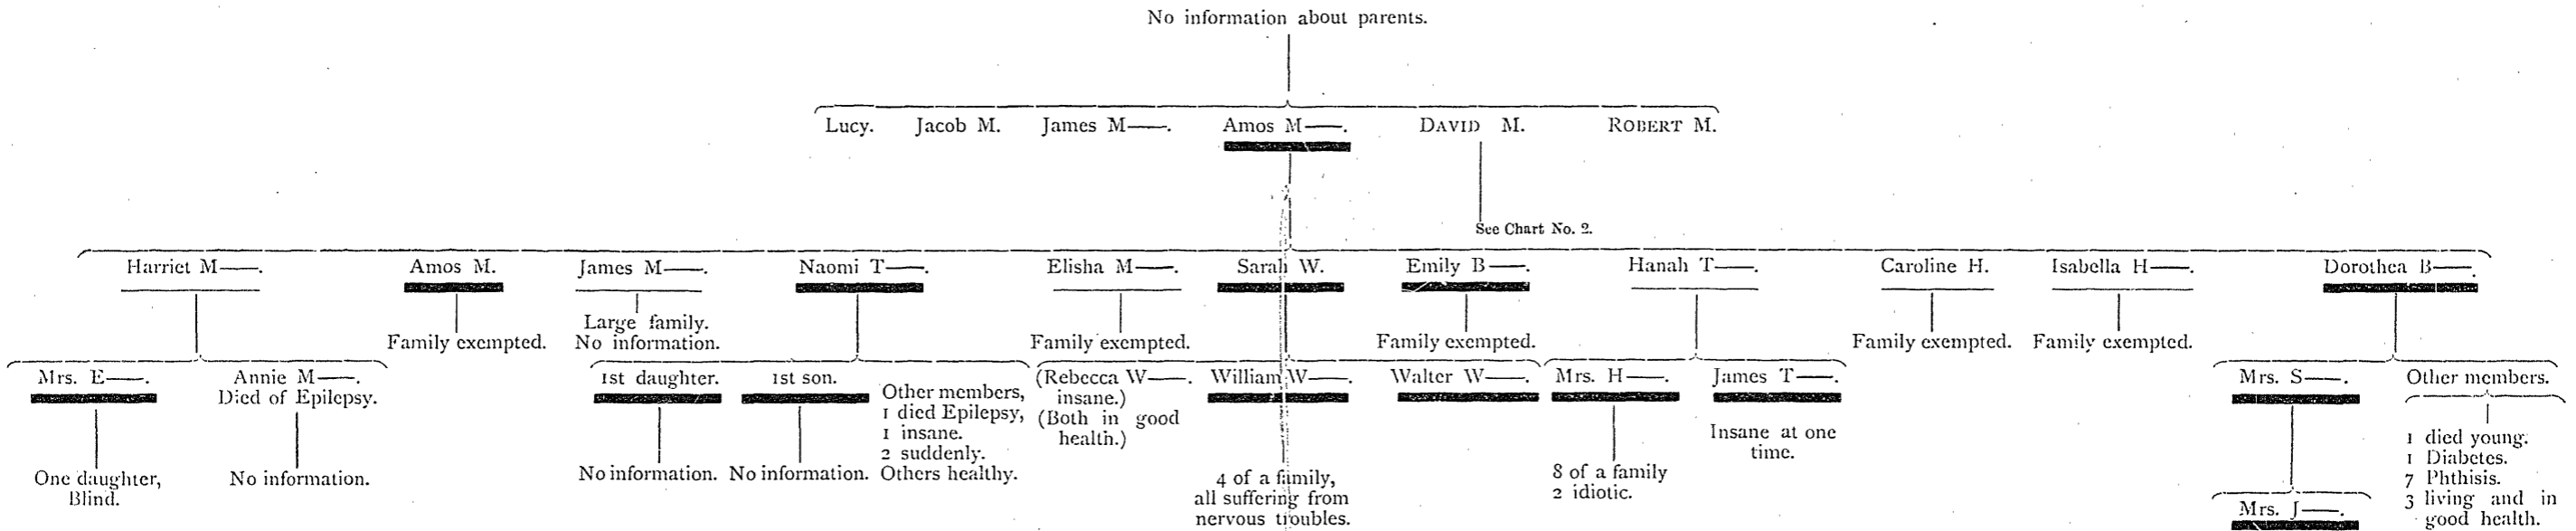 No information about parents.
Lucy. Jacob M. James M——. Amos M——. DAVID M. ROBERT M.
See Chart No. 2.
Harriet M——. Amos M. James M——. Naomi T——. Elisha M——. Sarah W. Emily B——. Hanah T——. Caroline H. Isabella H——. Dorothea B——.
Large family.
No information.
Family exempted.
Family exempted.
Family exempted.
Family exempted.
Family exempted.
Mrs. E——.
One daughter,
Blind.
Annie M——.
Died of Epilepsy.
No information.
1st daughter.
No information.
1st son.
No information.
Other members,
1 died Epilepsy,
1 insane.
2 suddenly.
Others healthy.
(Rebecca W——.
insane.)
(Both in good
health.)
William W——.
4 of a family,
all suffering from
nervous troubles.
Walter W——.
Mrs. H——.
8 of a family
2 idiotic.
James T——.
Insane at one
time.
Mrs. S——.
Mrs. J——.
Other members.
1 died young.
1 Diabetes.
7 Phthisis.
3 living and in
good health.